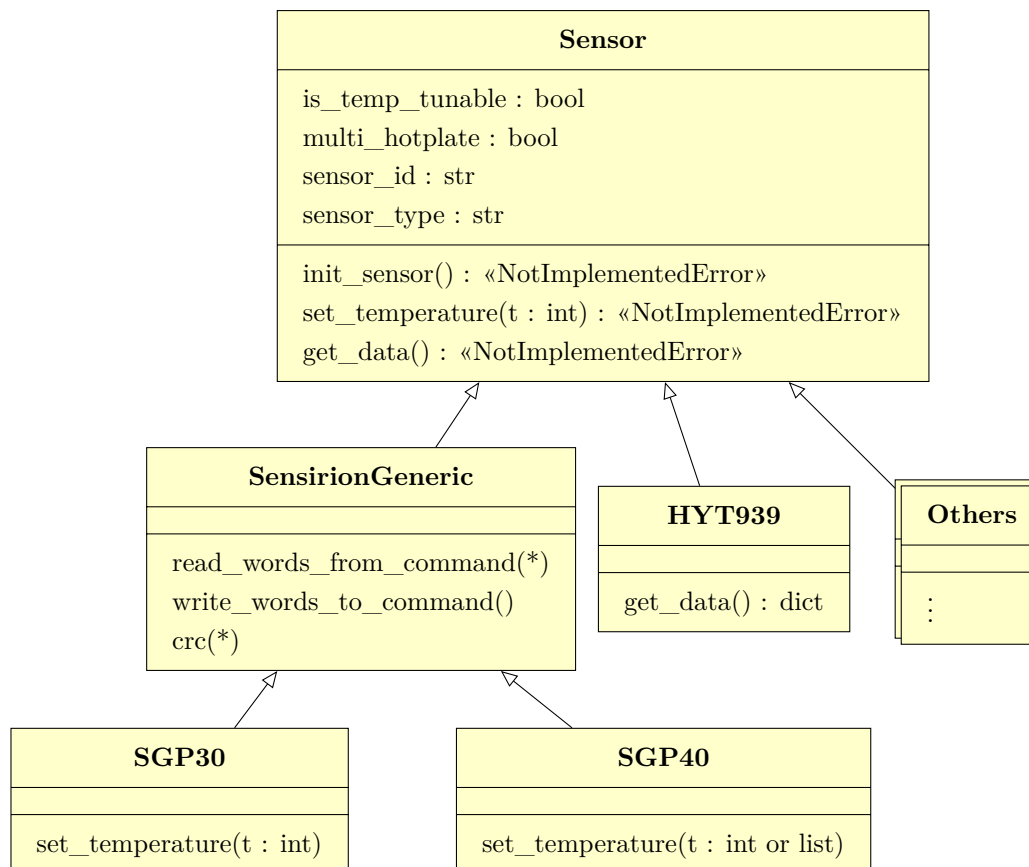 Sensor
is_temp_tunable : bool
multi_hotplate : bool
sensor_id : str
sensor_type : str
init_sensor() : «NotImplementedError»
set_temperature(t : int) : «NotImplementedError»
get_data() : «NotImplementedError»
SensirionGeneric
read_words_from_command(*)
write_words_to_command()
crc(*)
HYT939
get_data() : dict
Others
⋮
SGP30
set_temperature(t : int)
SGP40
set_temperature(t : int or list)